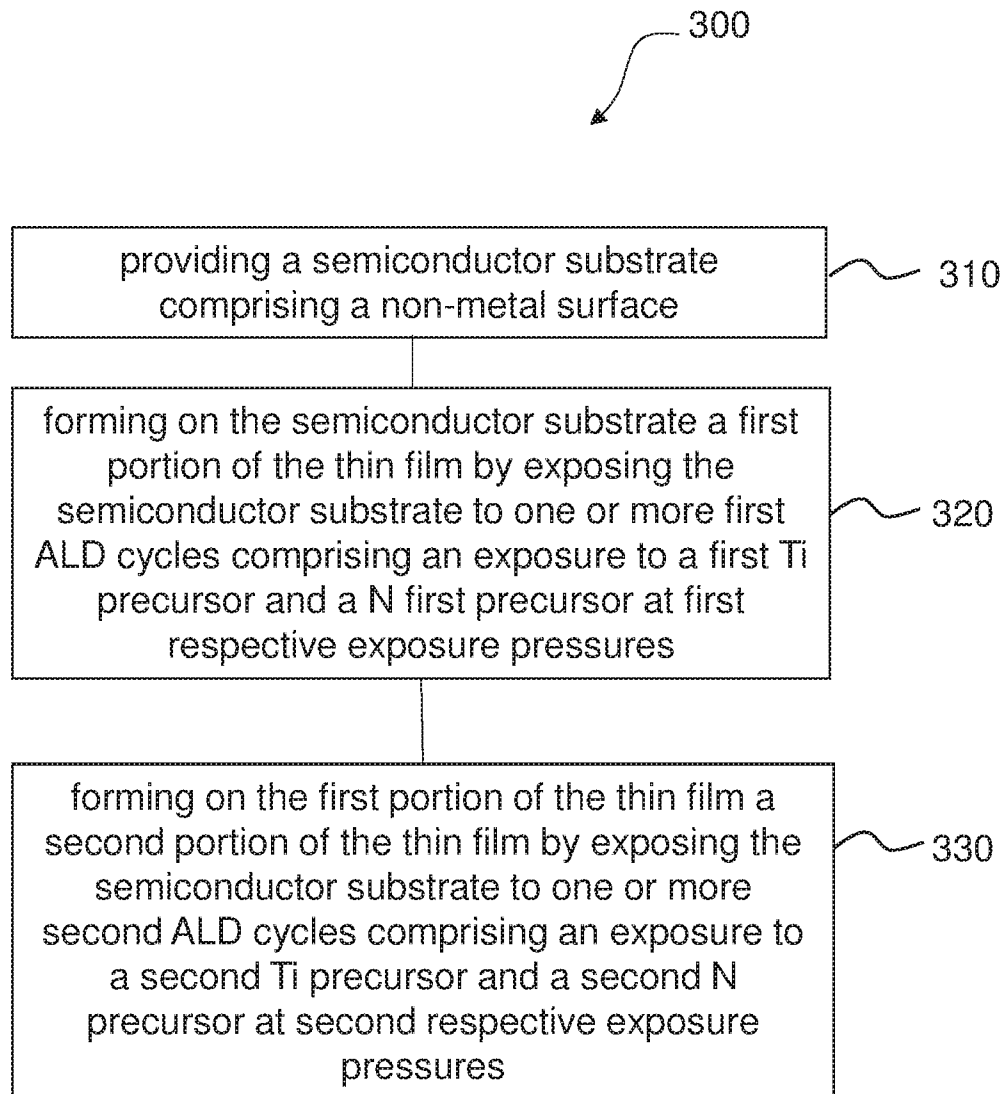 300
providing a semiconductor substrate
comprising a non-metal surface
310
forming on the semiconductor substrate a first
portion of the thin film by exposing the
semiconductor substrate to one or more first
ALD cycles comprising an exposure to a first Ti
precursor and a N first precursor at first
respective exposure pressures
320
forming on the first portion of the thin film a
second portion of the thin film by exposing the
semiconductor substrate to one or more
second ALD cycles comprising an exposure to
a second Ti precursor and a second N
precursor at second respective exposure
pressures
330